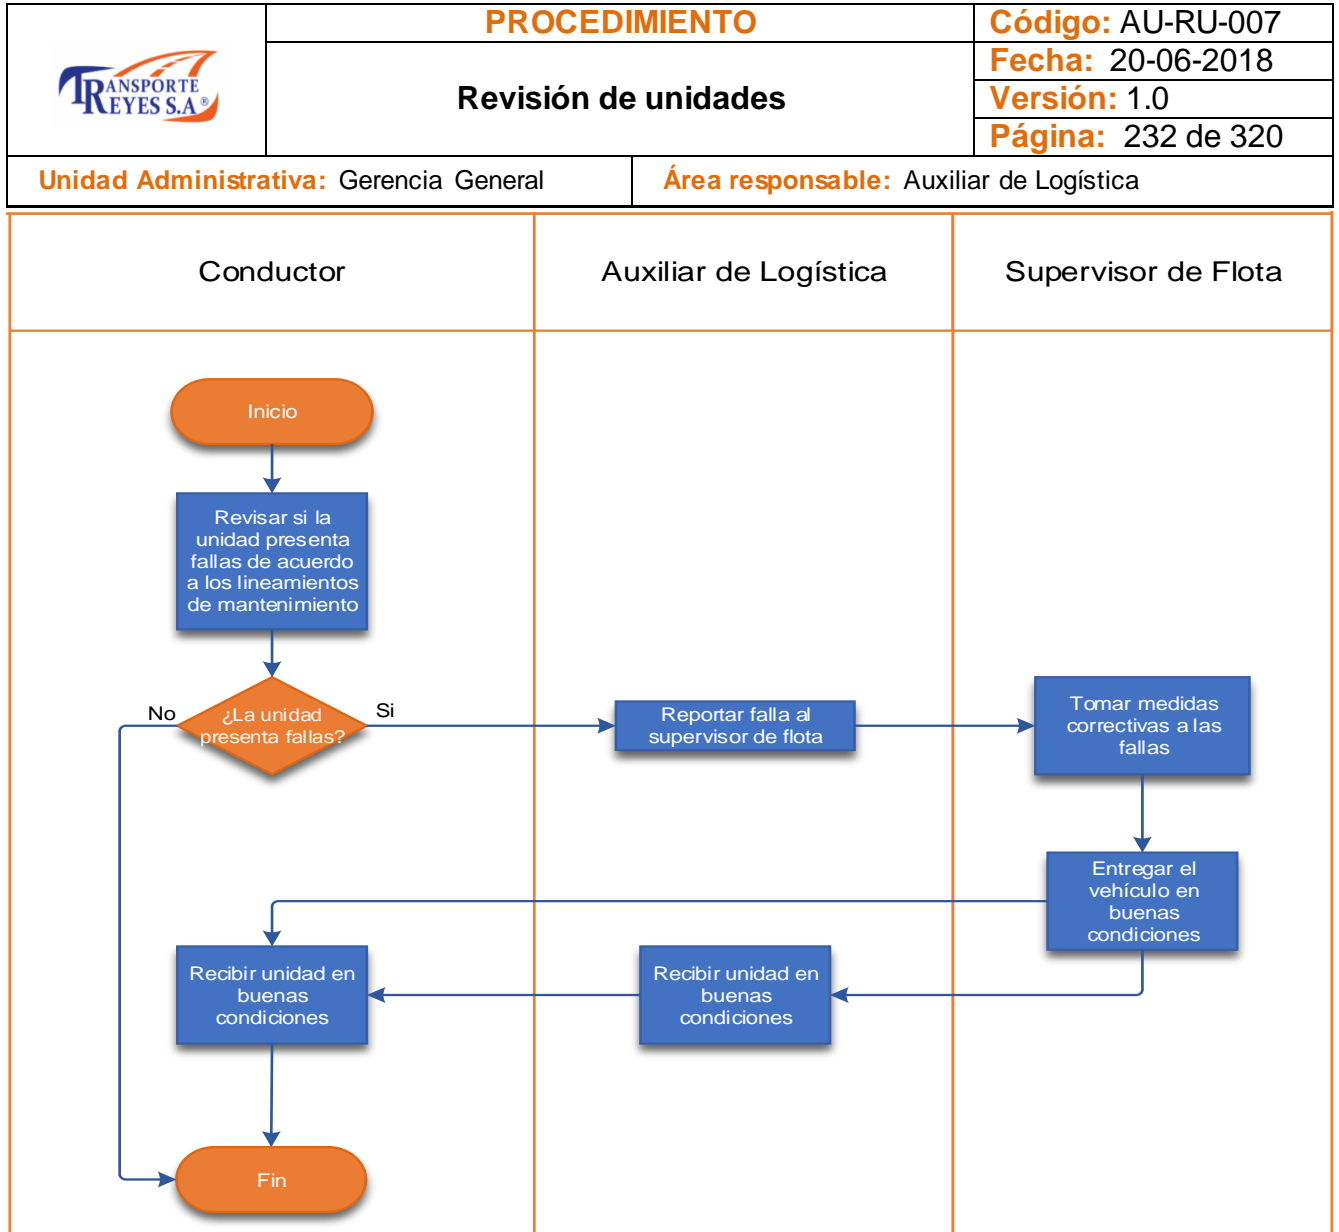 PROCEDIMIENTO
Código: AU-RU-007
TRANSPORTE
REYES S.A ®
Revisión de unidades
Fecha: 20-06-2018
Versión: 1.0
Página: 232 de 320
Unidad Administrativa: Gerencia General
Área responsable: Auxiliar de Logística
Conductor
Auxiliar de Logística
Supervisor de Flota
Inicio
Revisar si la
unidad presenta
fallas de acuerdo
a los lineamientos
de mantenimiento
No
¿La unidad
presenta fallas?
Si
Reportar falla al
supervisor de flota
Tomar medidas
correctivas a las
fallas
Entregar el
vehículo en
buenas
condiciones
Recibir unidad en
buenas
condiciones
Recibir unidad en
buenas
condiciones
Fin